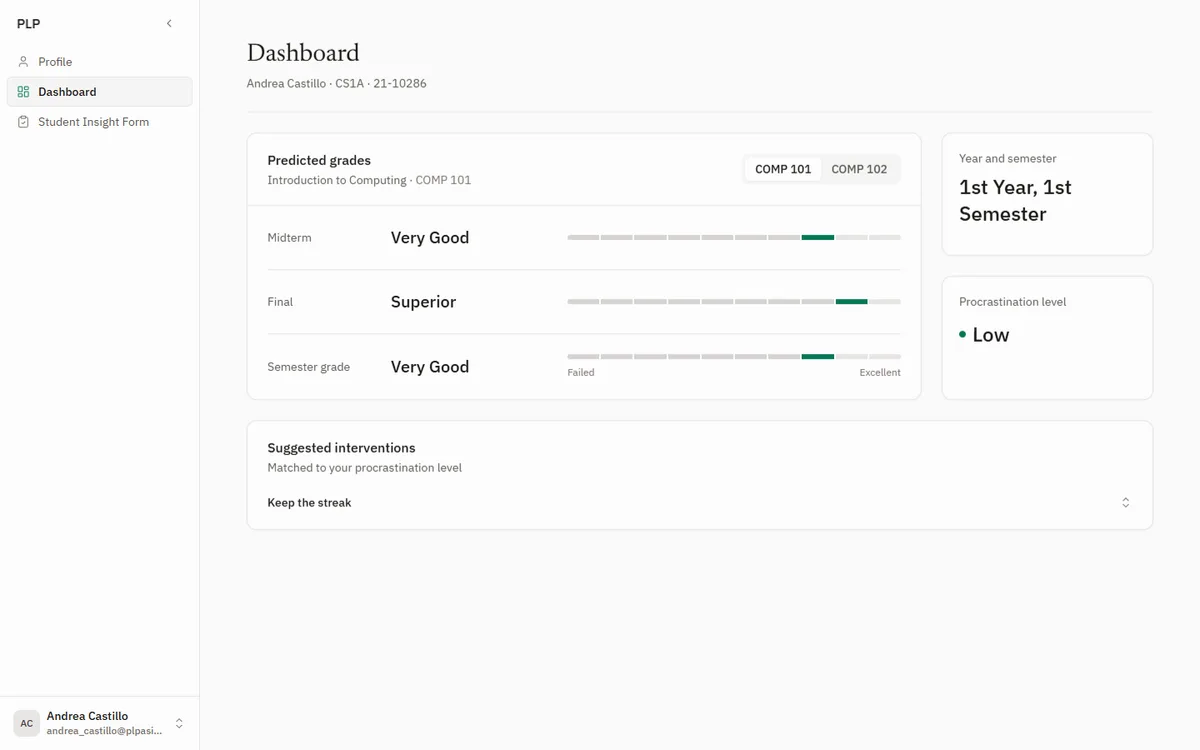 PLP
Profile
Dashboard
Student Insight Form
Dashboard
Andrea Castillo · CS1A · 21-10286
Predicted grades
Introduction to Computing · COMP 101
COMP 101
COMP 102
Midterm
Very Good
Final
Superior
Semester grade
Very Good
Failed
Excellent
Year and semester
1st Year, 1st
Semester
Procrastination level
Low
Suggested interventions
Matched to your procrastination level
Keep the streak
AC
Andrea Castillo
andrea_castillo@plpasi...